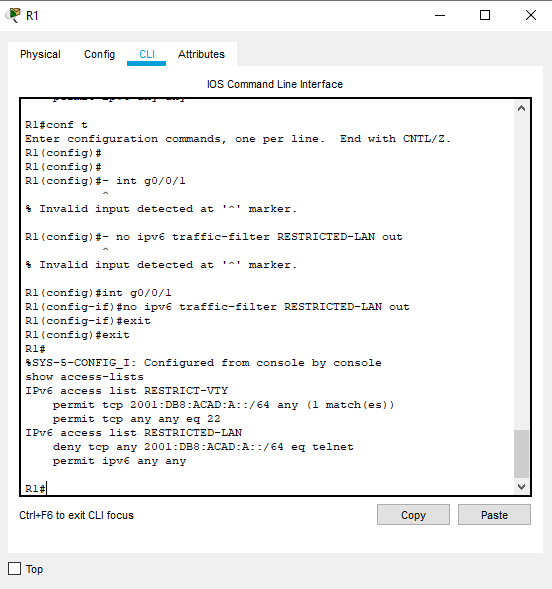 R1
Physical Config CLI Attributes
IOS Command Line Interface
permit ipv6 any any
R1#conf t
Enter configuration commands, one per line.  End with CNTL/Z.
R1(config)#
R1(config)#
R1(config)#- int g0/0/1
^
% Invalid input detected at '^' marker.
R1(config)#- no ipv6 traffic-filter RESTRICTED-LAN out
^
% Invalid input detected at '^' marker.
R1(config)#int g0/0/1
R1(config-if)#no ipv6 traffic-filter RESTRICTED-LAN out
R1(config-if)#exit
R1(config)#exit
R1#
%SYS-5-CONFIG_I: Configured from console by console
show access-lists
IPv6 access list RESTRICT-VTY
permit tcp 2001:DB8:ACAD:A::/64 any (1 match(es))
permit tcp any any eq 22
IPv6 access list RESTRICTED-LAN
deny tcp any 2001:DB8:ACAD:A::/64 eq telnet
permit ipv6 any any
R1#
Ctrl+F6 to exit CLI focus
Copy Paste
Top